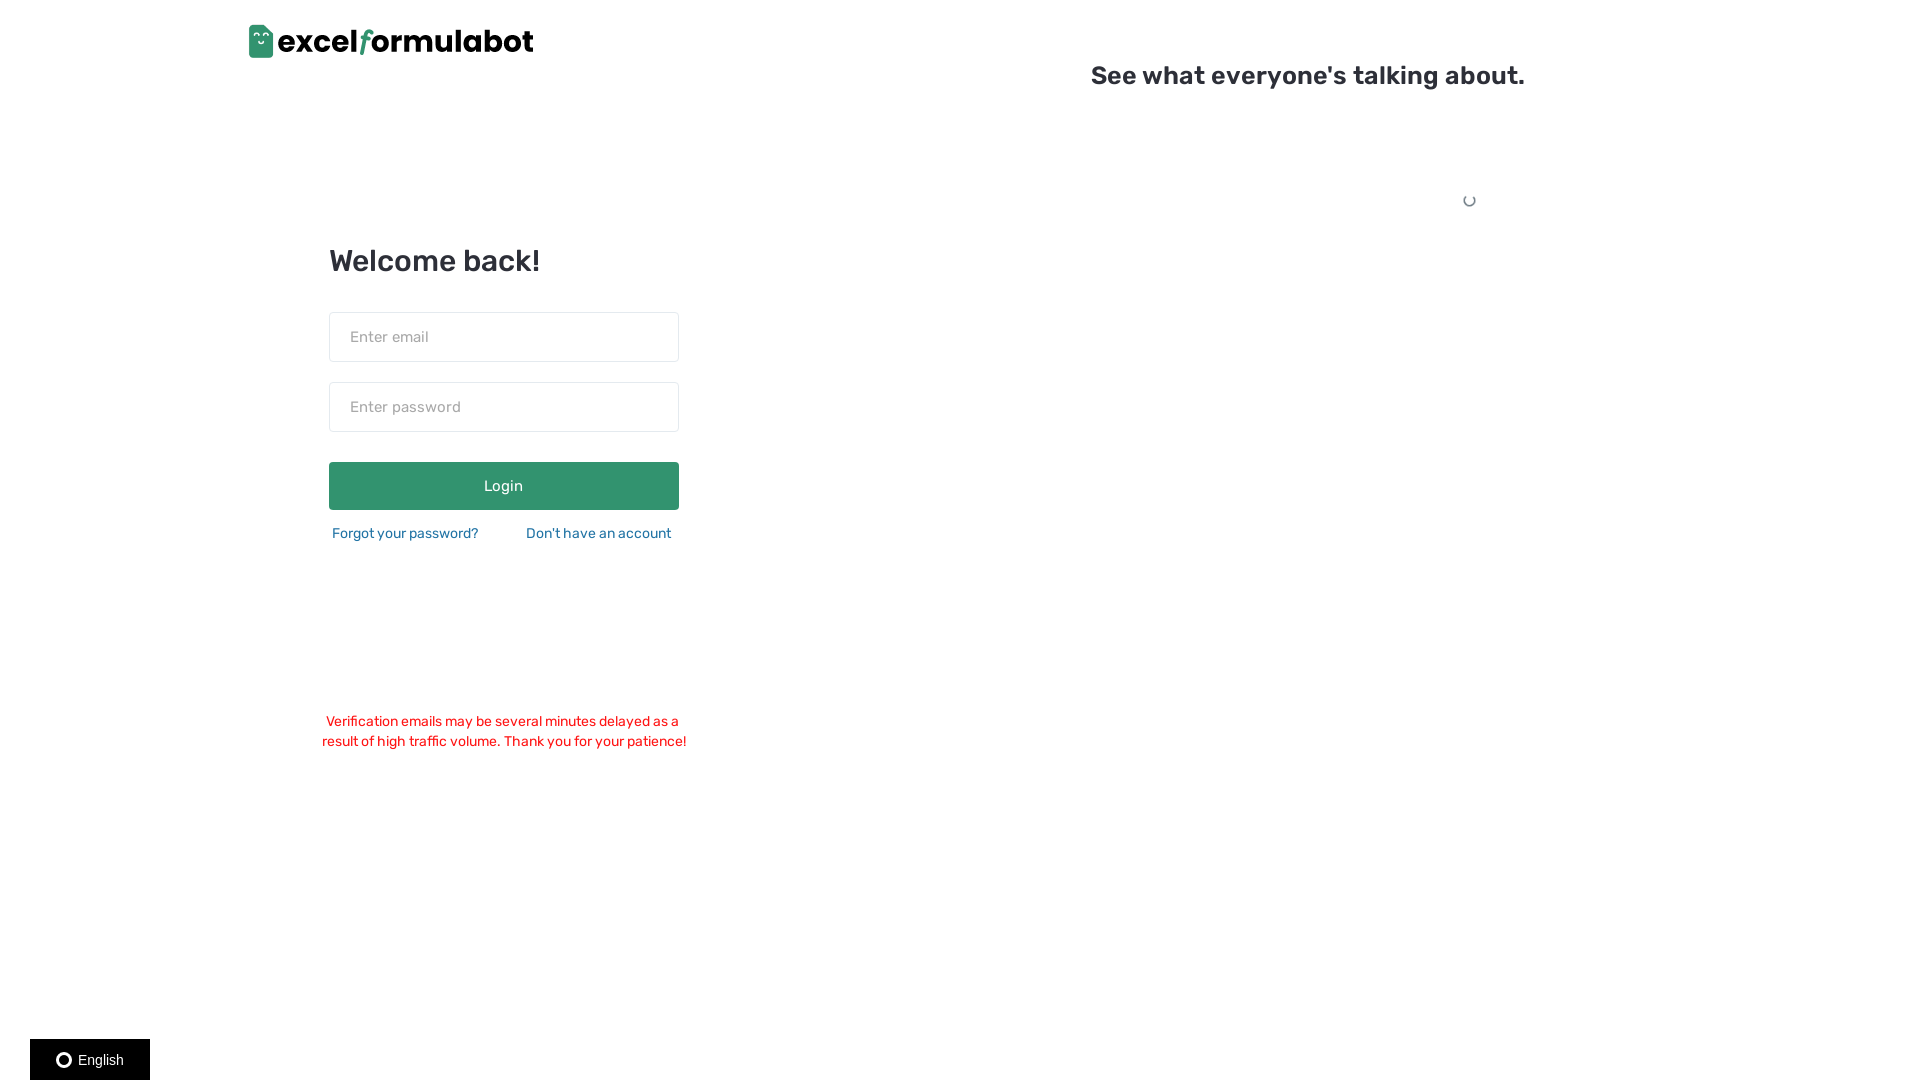 excelformulabot
See what everyone's talking about.
Welcome back!
Enter email
Enter password
Login
Forgot your password?
Don't have an account
Verification emails may be several minutes delayed as a
result of high traffic volume. Thank you for your patience!
English